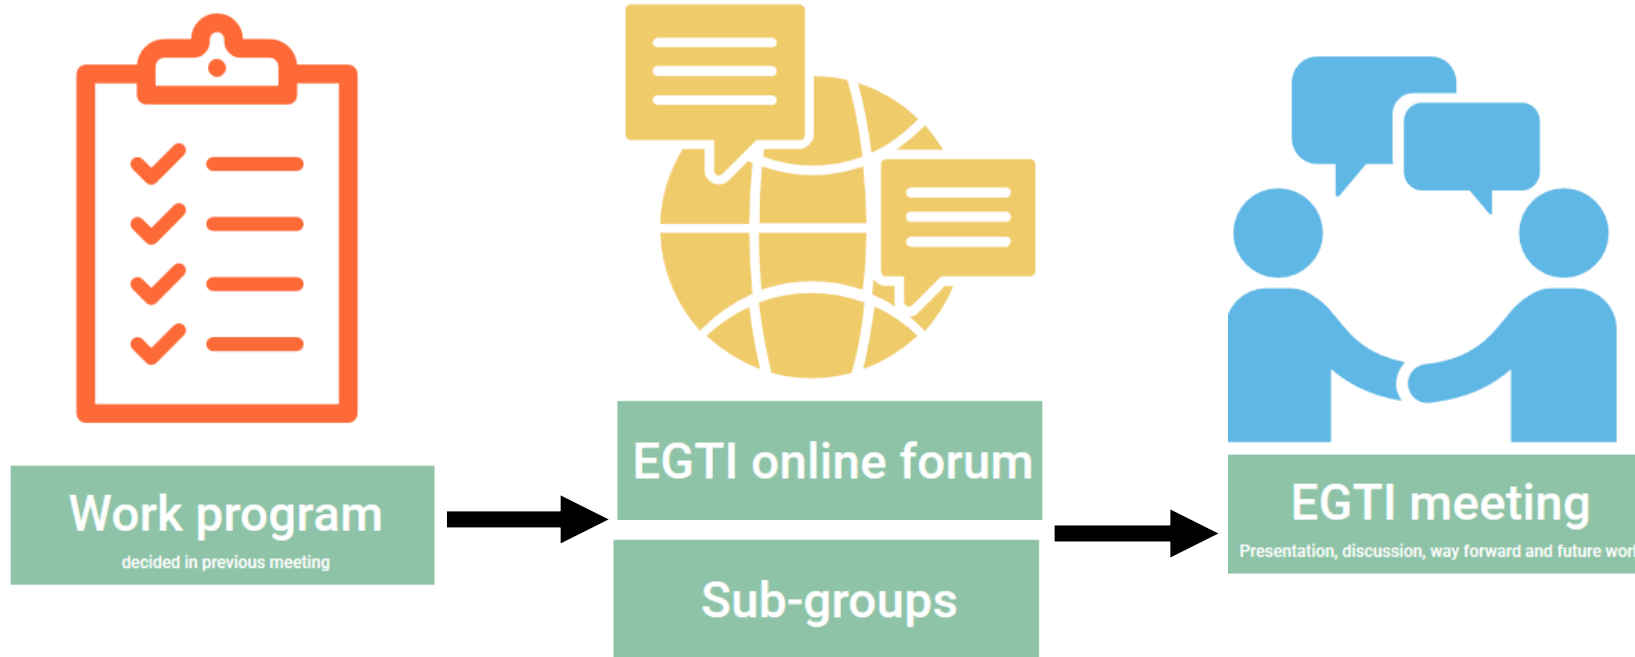 Work program
decided in previous meeting
EGTI online forum
Sub-groups
EGTI meeting
Presentation, discussion, way forward and future work